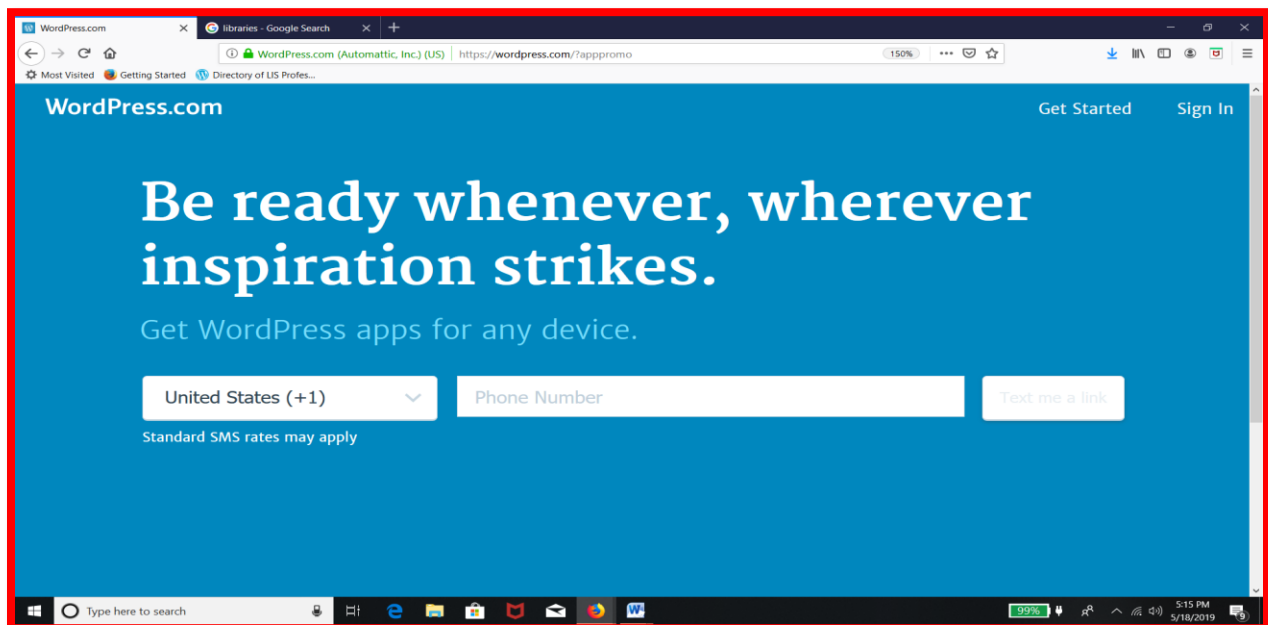 WordPress.com
libraries - Google Search
WordPress.com (Automattic, Inc.) (US) https://wordpress.com/?apppromo 150%
Most Visited Getting Started Directory of LIS Profes...
WordPress.com Get Started Sign In
Be ready whenever, wherever
inspiration strikes.
Get WordPress apps for any device.
United States (+1) Phone Number Text me a link
Standard SMS rates may apply
Type here to search 99% 5:15 PM
5/18/2019 9